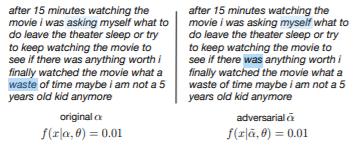 after 15 minutes watching the
movie i was asking myself what to
do leave the theater sleep or try
to keep watching the movie to
see if there was anything worth i
finally watched the movie what a
waste of time maybe i am not a 5
years old kid anymore
original α
f(x|α, θ) = 0.01
after 15 minutes watching the
movie i was asking myself what to
do leave the theater sleep or try
to keep watching the movie to
see if there was anything worth i
finally watched the movie what a
waste of time maybe i am not a 5
years old kid anymore
adversarial α̃
f(x|α̃, θ) = 0.01